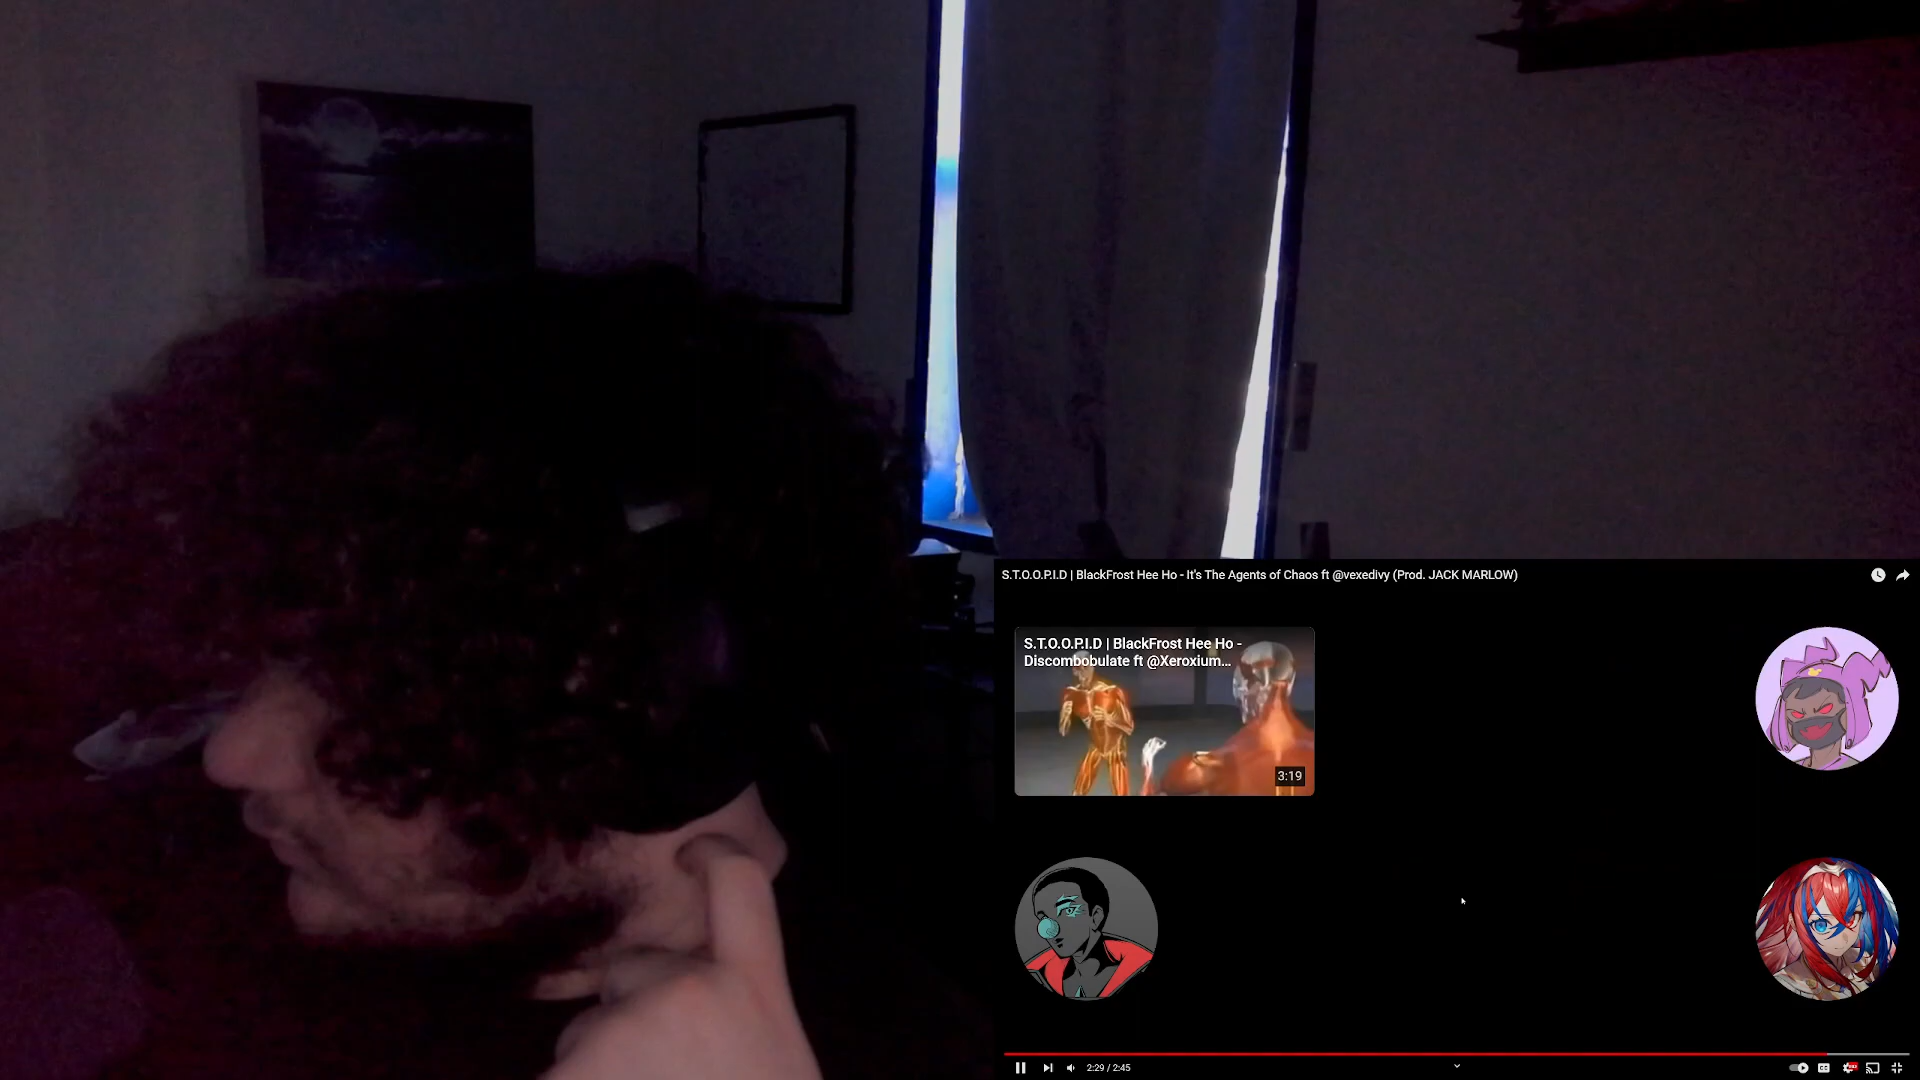 S.T.O.O.P.I.D | BlackFrost Hee Ho - It's The Agents of Chaos ft @vexedivy (Prod. JACK MARLOW)
S.T.O.O.P.I.D | BlackFrost Hee Ho -
Discombobulate ft @Xeroxium...
3:19
2:29 / 2:45